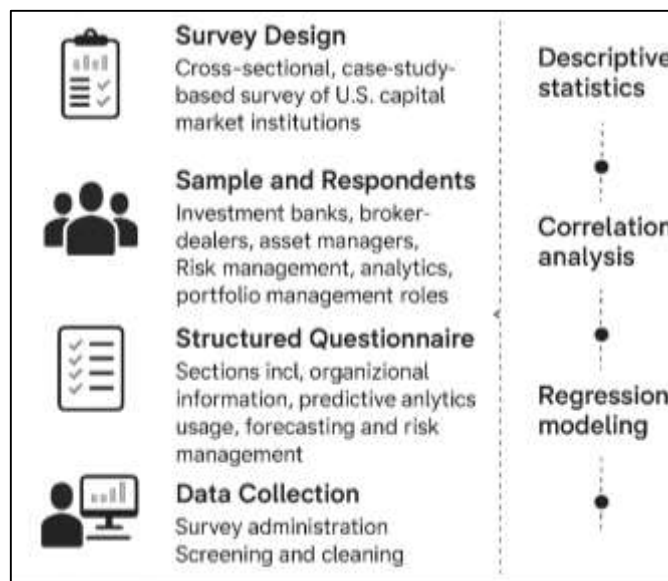 Survey Design
Cross-sectional, case-study-
based survey of U.S. capital
market institutions
Sample and Respondents
Investment banks, broker-
dealers, asset managers,
Risk management, analytics,
portfolio management roles
Structured Questionnaire
Sections incl, organizional
information, predictive anlytics
usage, forecasting and risk
management
Data Collection
Survey administration
Screening and cleaning
Descriptive
statistics
Correlation
analysis
Regression
modeling